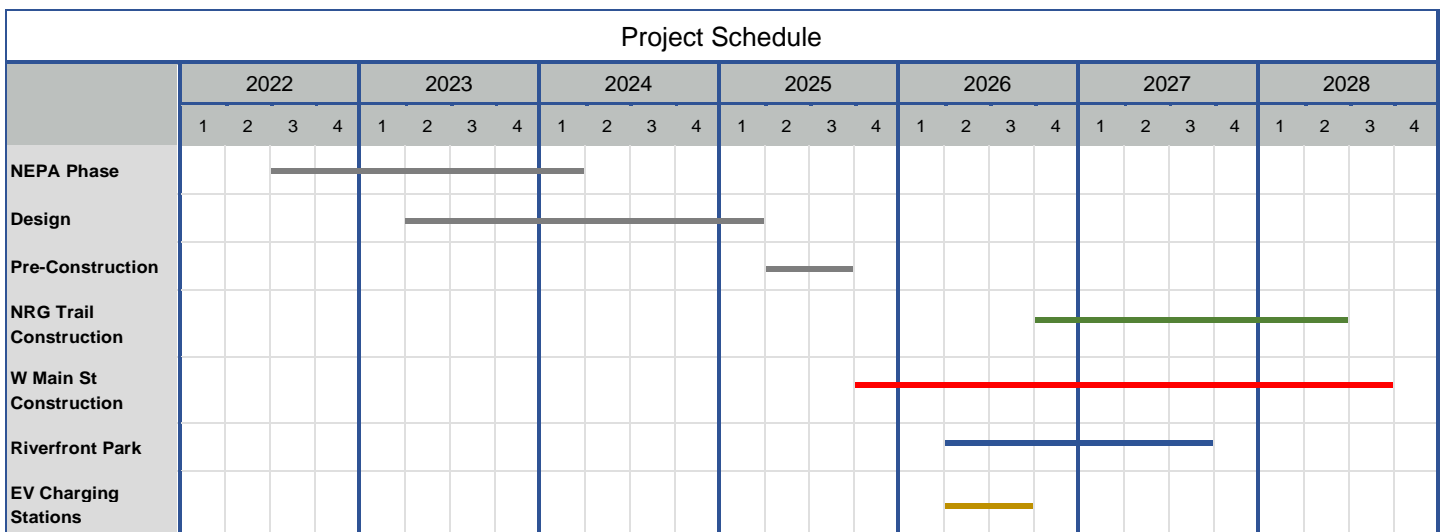 Project Schedule
2022 2023 2024 2025 2026 2027 2028
1 2 3 4 1 2 3 4 1 2 3 4 1 2 3 4 1 2 3 4 1 2 3 4 1 2 3 4
NEPA Phase
Design
Pre-Construction
NRG Trail
Construction
W Main St
Construction
Riverfront Park
EV Charging
Stations